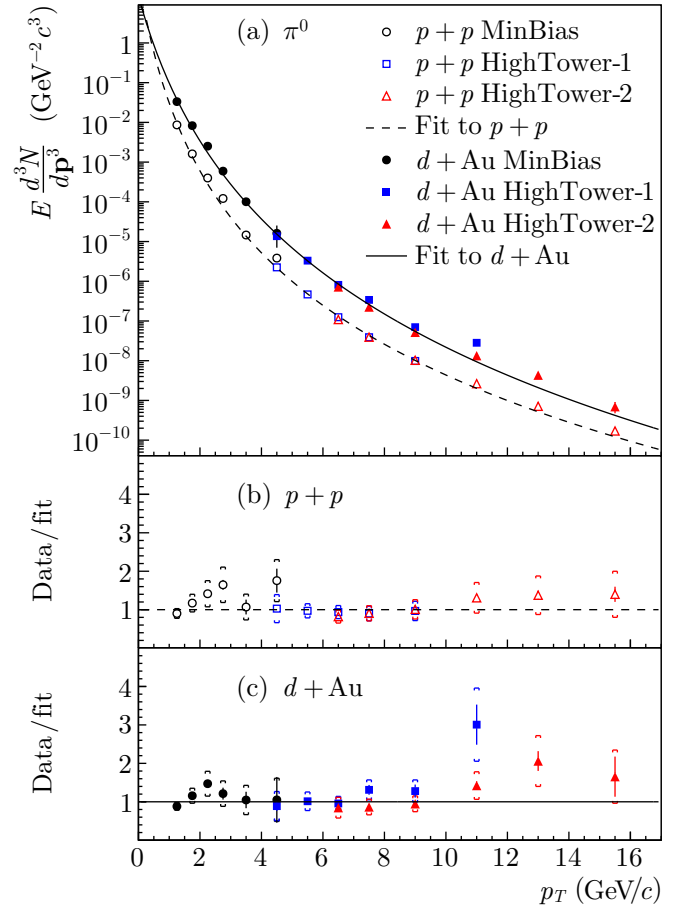 (a) π⁰
E d³N/dp³ (GeV⁻² c³)
1
10⁻¹
10⁻²
10⁻³
10⁻⁴
10⁻⁵
10⁻⁶
10⁻⁷
10⁻⁸
10⁻⁹
10⁻¹⁰
p + p MinBias
p + p HighTower-1
p + p HighTower-2
Fit to p + p
d + Au MinBias
d + Au HighTower-1
d + Au HighTower-2
Fit to d + Au
(b) p + p
Data/fit
4
3
2
1
(c) d + Au
Data/fit
4
3
2
1
0 2 4 6 8 10 12 14 16
p_T (GeV/c)